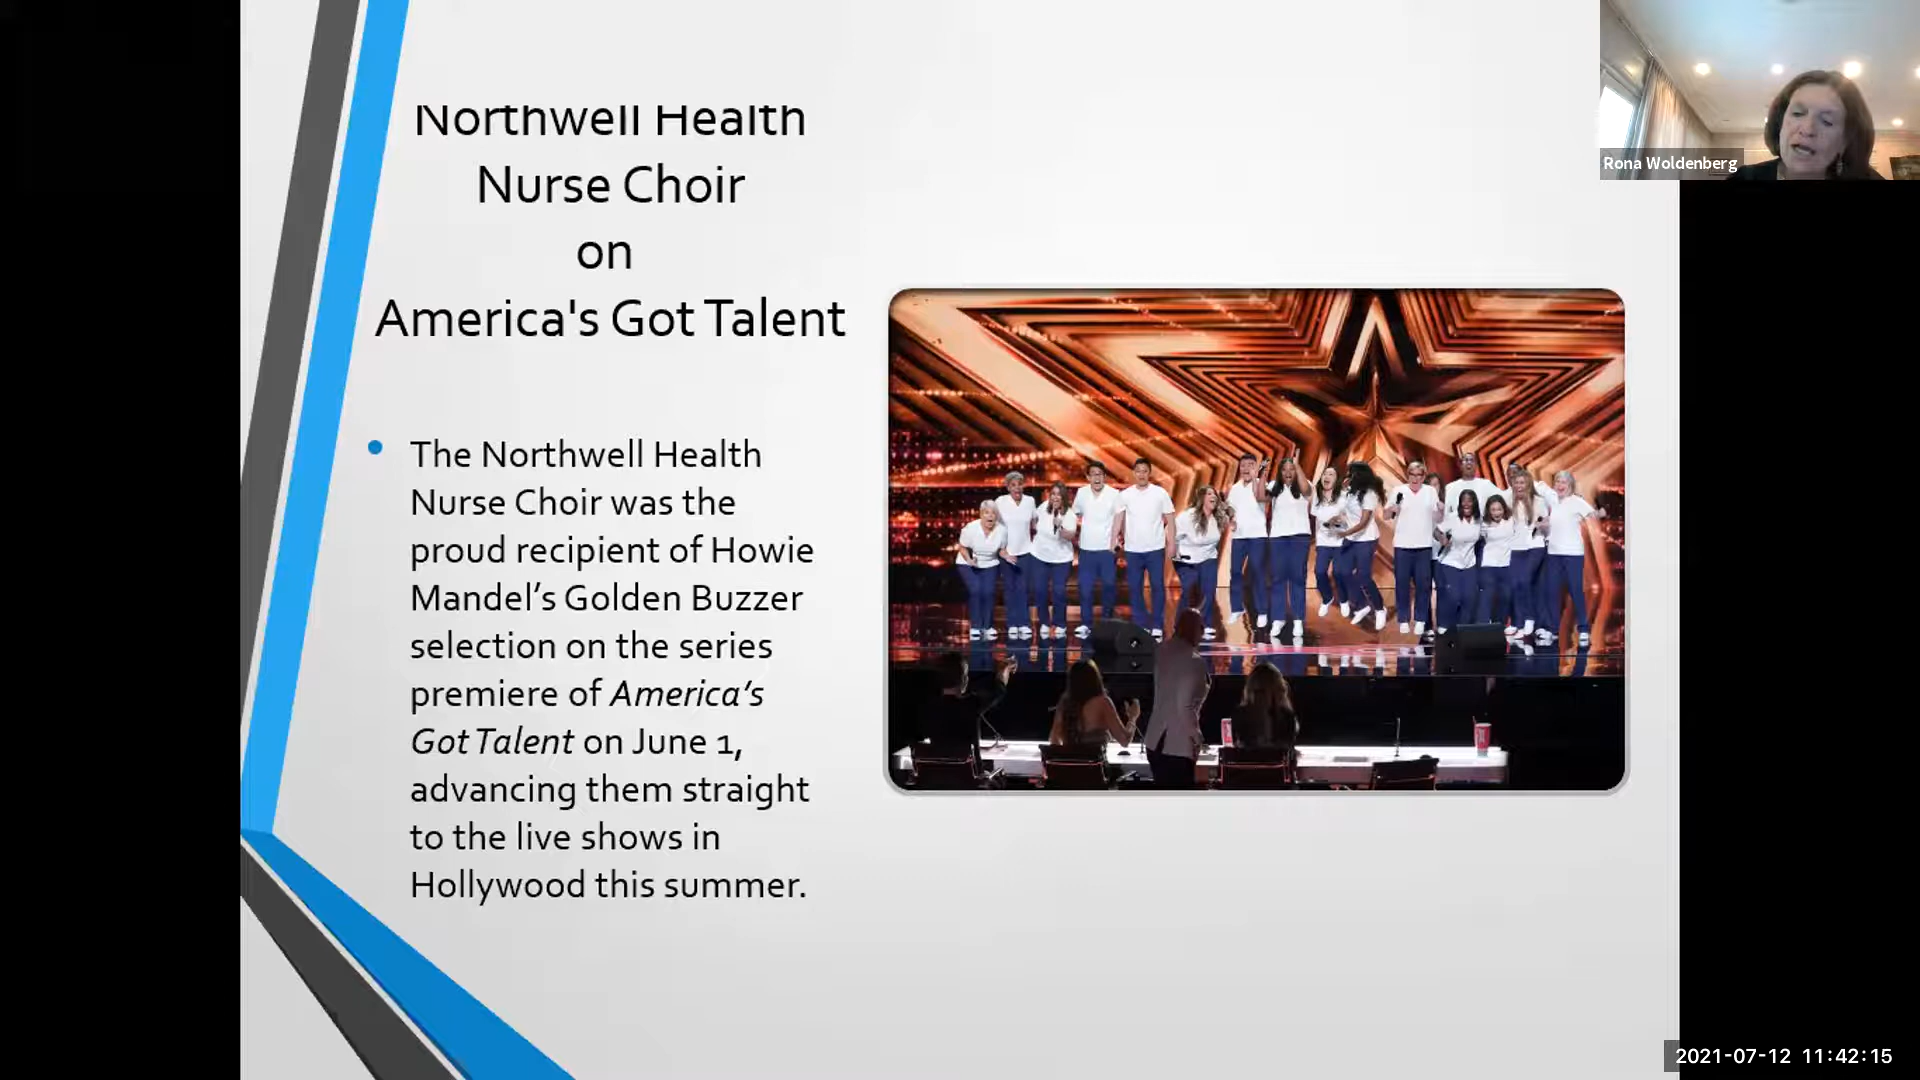 Northwell Health
Nurse Choir
on
America's Got Talent
• The Northwell Health
Nurse Choir was the
proud recipient of Howie
Mandel’s Golden Buzzer
selection on the series
premiere of America’s
Got Talent on June 1,
advancing them straight
to the live shows in
Hollywood this summer.
Rona Woldenberg
2021-07-12 11:42:15